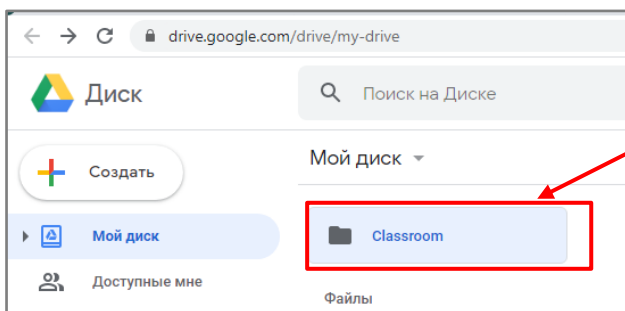 drive.google.com/drive/my-drive
Диск
Поиск на Диске
Создать
Мой диск
Мой диск
Classroom
Доступные мне
Файлы